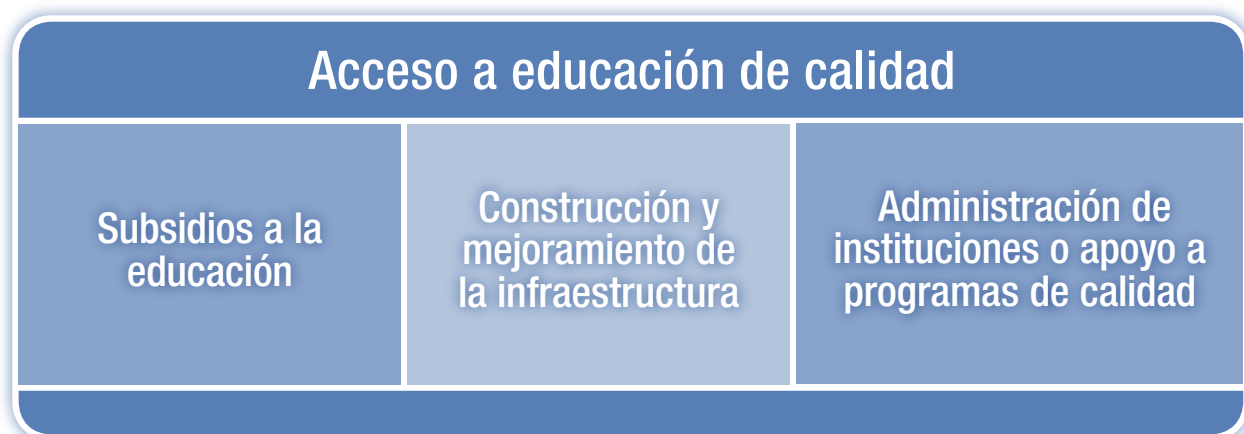 Acceso a educación de calidad
Subsidios a la
educación
Construcción y
mejoramiento de
la infraestructura
Administración de
instituciones o apoyo a
programas de calidad